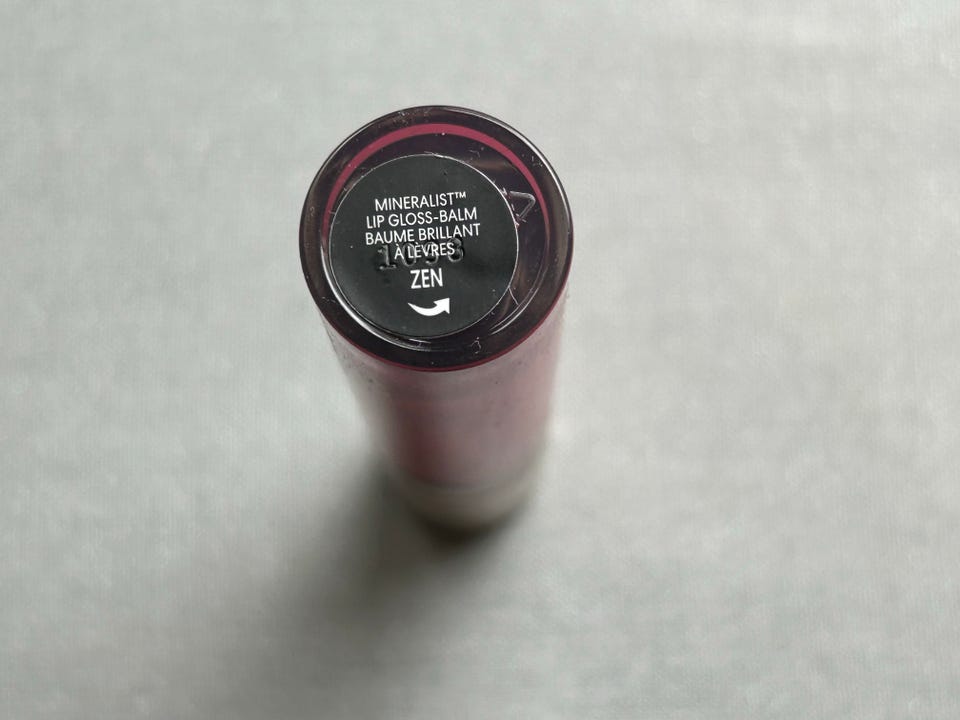 MINERALIST™
LIP GLOSS-BALM
BAUME BRILLANT
À LÈVRES
ZEN